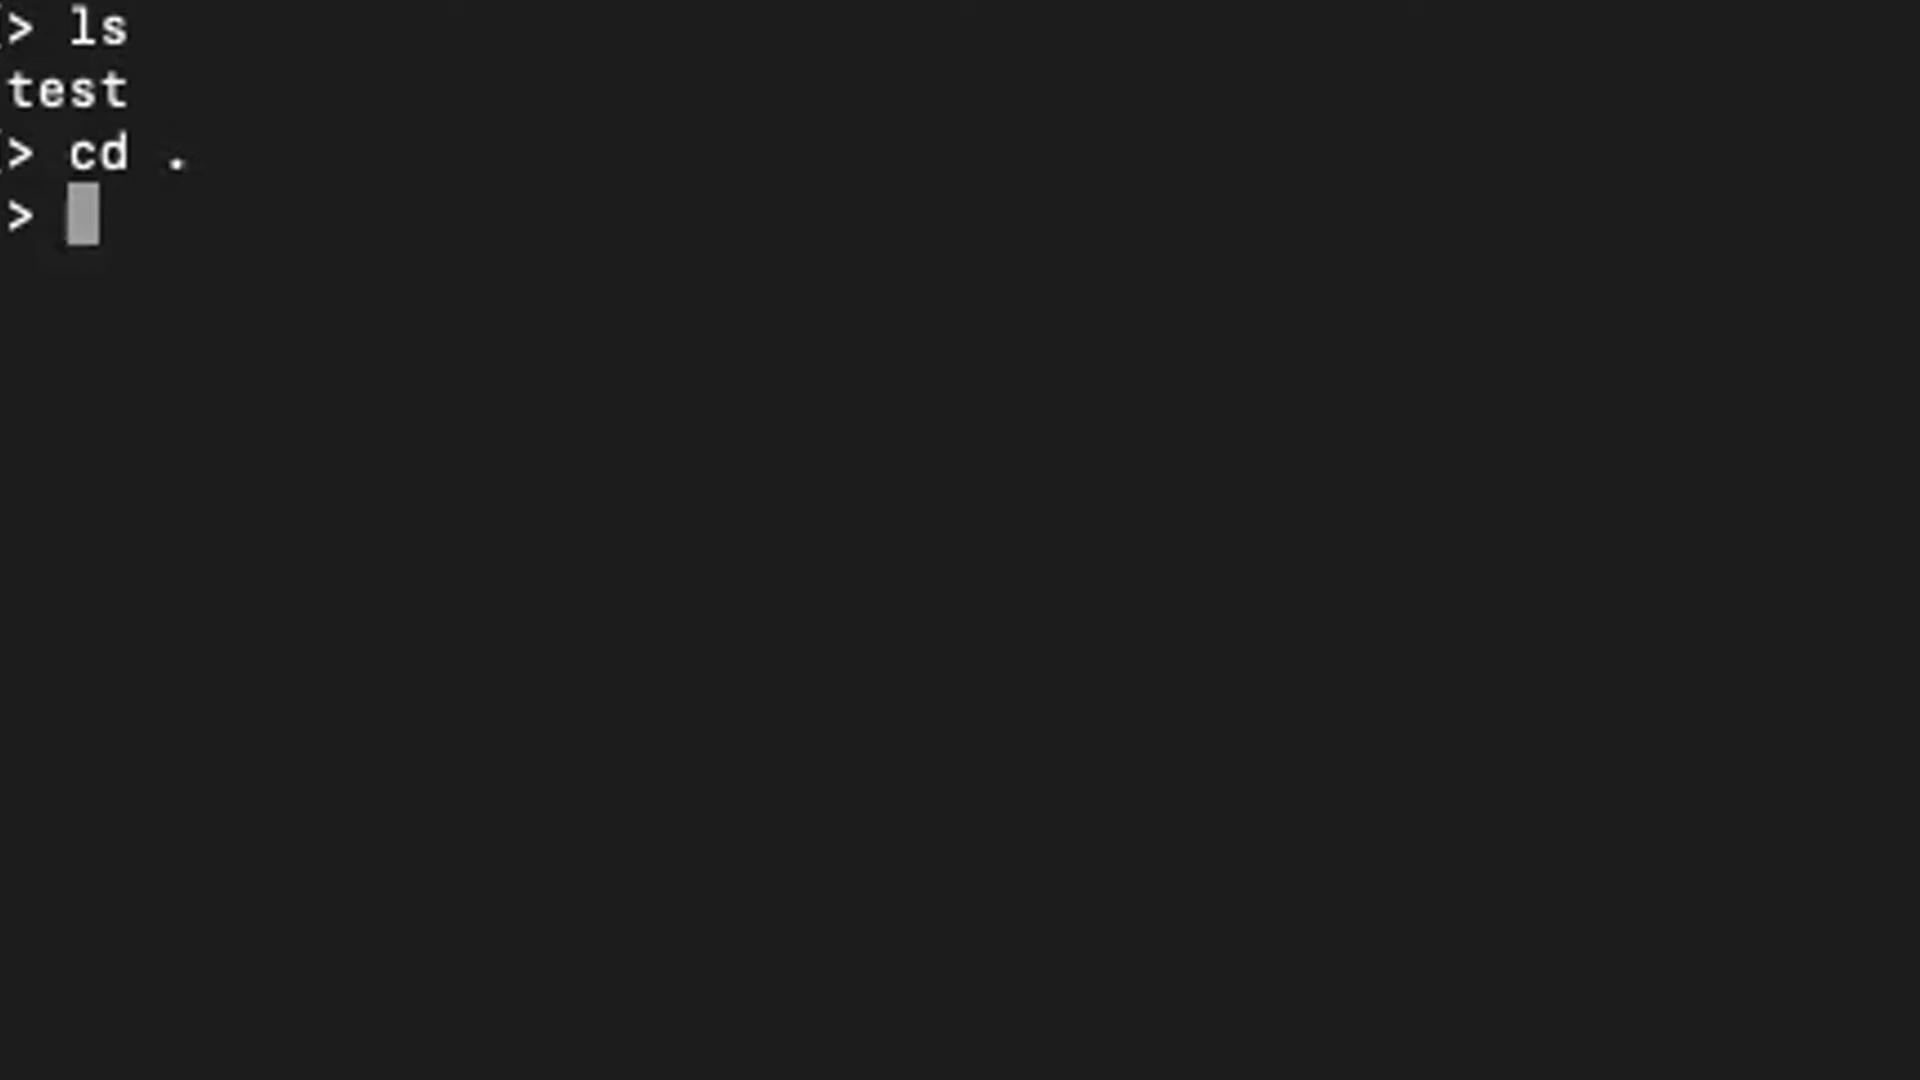 > ls
test
> cd .
>